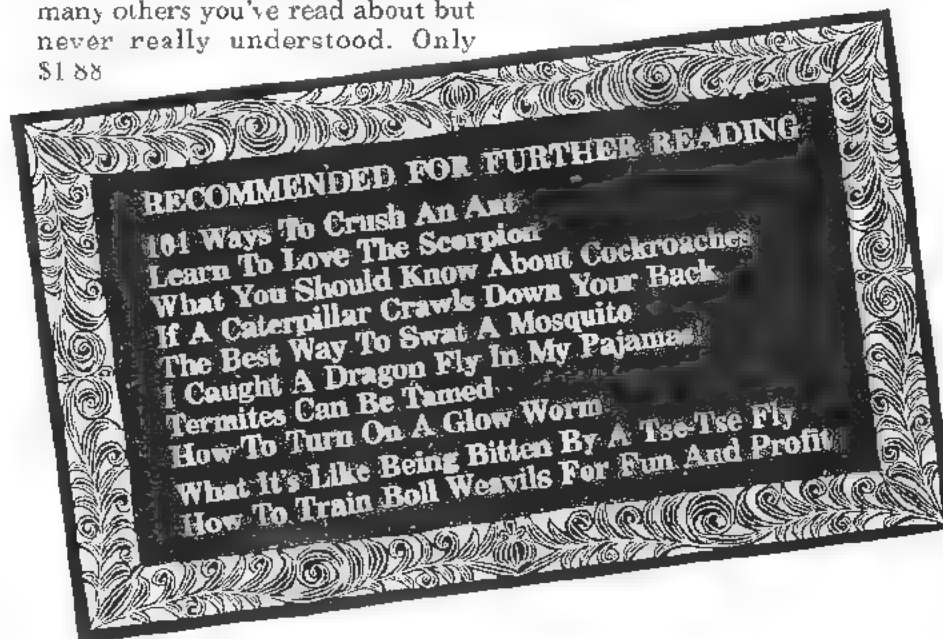 many others you've read about but
never really understood. Only
$1.88
RECOMMENDED FOR FURTHER READING
101 Ways To Crush An Ant
Learn To Love The Scorpion
What You Should Know About Cockroaches
If A Caterpillar Crawls Down Your Back
The Best Way To Swat A Mosquito
I Caught A Dragon Fly In My Pajamas
Termites Can Be Tamed
How To Turn On A Glow Worm
What It's Like Being Bitten By A Tse-Tse Fly
How To Train Boll Weavils For Fun And Profit